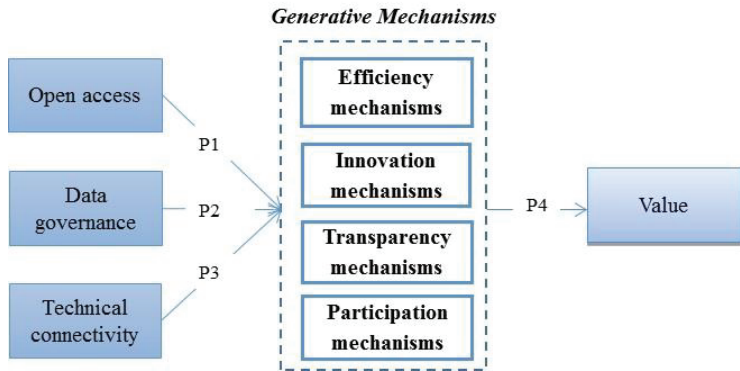 Generative Mechanisms
Open access
Data
governance
Technical
connectivity
P1
P2
P3
Efficiency
mechanisms
Innovation
mechanisms
Transparency
mechanisms
Participation
mechanisms
P4
Value